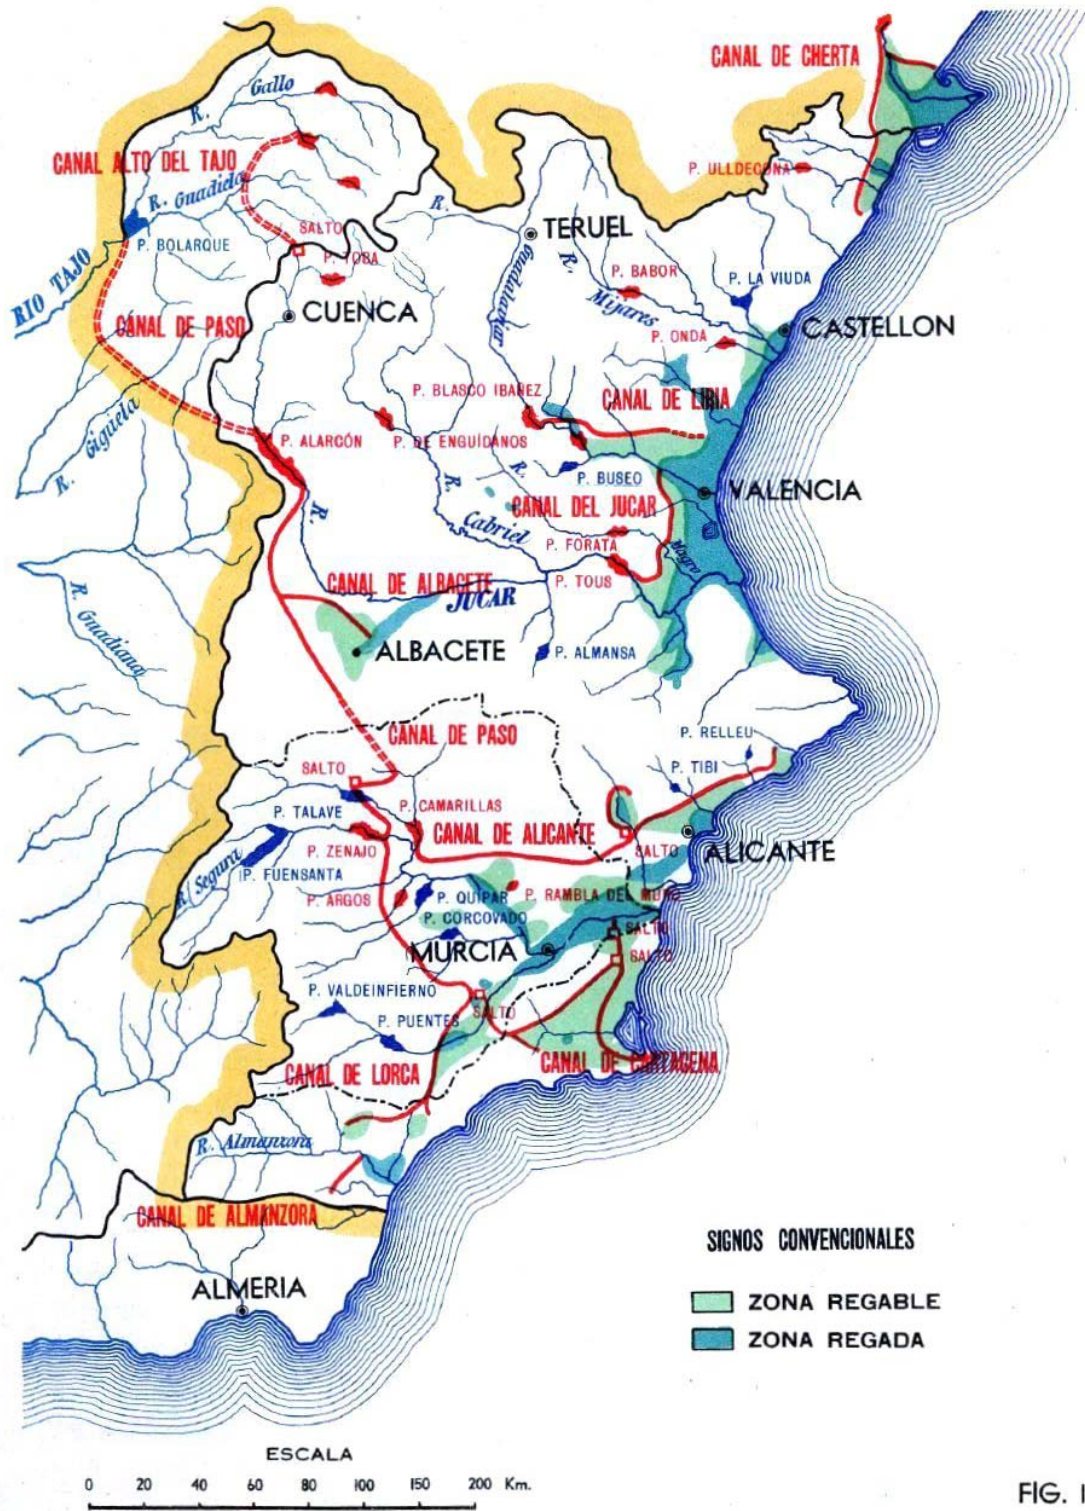 CANAL DE CHERTA
R. Gallo
CANAL ALTO DEL TAJO
P. ULLDECONA
R. Guadiela
R.
SALTO
TERUEL
P. BOLARQUE
P. TOBA
RIO TAJO
R.
Guadalaviar
P. BABOR
P. LA VIUDA
Mijares
CUENCA
CANAL DE PASO
CASTELLON
P. ONDA
P. BLASCO IBAÑEZ
CANAL DE LIRIA
R. Gigüela
P. ALARCÓN
P. DE ENGUÍDANOS
R.
P. BUSEO
R.
VALENCIA
R.
CANAL DEL JUCAR
Cabriel
P. FORATA
Magro
CANAL DE ALBACETE
P. TOUS
JUCAR
R. Guadiana
ALBACETE
P. ALMANSA
CANAL DE PASO
P. RELLEU
SALTO
P. TIBI
P. TALAVE
P. CAMARILLAS
CANAL DE ALICANTE
P. ZENAJO
SALTO
ALICANTE
R. Segura
P. FUENSANTA
P. ARGOS
P. QUIPAR
P. RAMBLA DEL MORO
P. CORCOVADO
SALTO
MURCIA
SALTO
P. VALDEINFIERNO
SALTO
P. PUENTES
CANAL DE LORCA
CANAL DE CARTAGENA
R. Almanzora
CANAL DE ALMANZORA
SIGNOS CONVENCIONALES
ALMERIA
ZONA REGABLE
ZONA REGADA
ESCALA
0 20 40 60 80 100 150 200 Km.
FIG. I